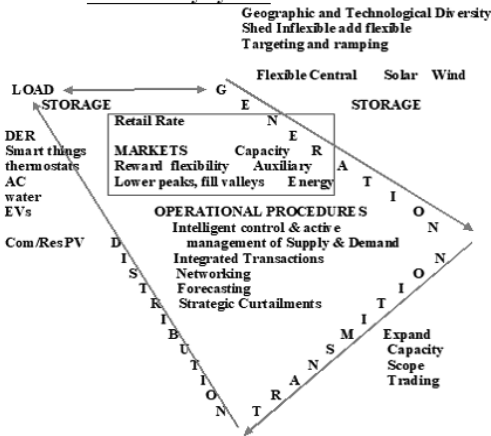 Geographic and Technological Diversity
Shed Inflexible add flexible
Targeting and ramping
Flexible Central Solar Wind
LOAD
STORAGE
STORAGE
GENERATION
Retail Rate
MARKETS Capacity
Reward flexibility Auxiliary
Lower peaks, fill valleys Energy
DER
Smart things
thermostats
AC
water
EVs
Com/Res PV
OPERATIONAL PROCEDURES
Intelligent control & active
management of Supply & Demand
Integrated Transactions
Networking
Forecasting
Strategic Curtailments
DISTRIBUTION
TRANSMITION
Expand
Capacity
Scope
Trading